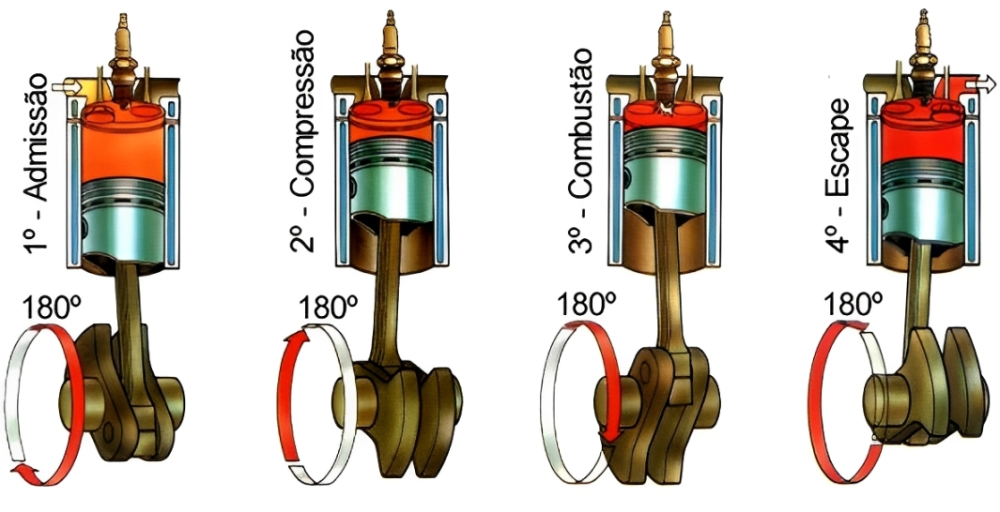 1º - Admissão
180º
2º - Compressão
180º
3º - Combustão
180º
4º - Escape
180º